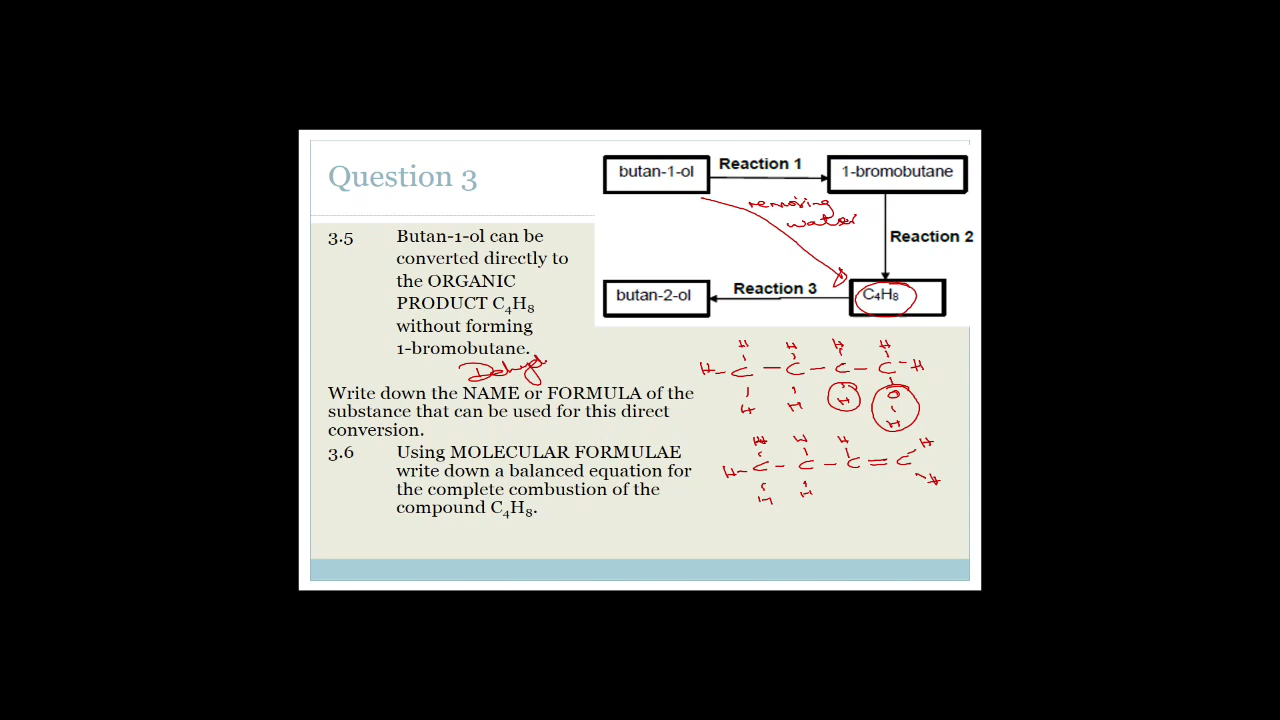 Question 3
butan-1-ol
Reaction 1
1-bromobutane
removing
water
Reaction 2
C₄H₈
Reaction 3
butan-2-ol
3.5 Butan-1-ol can be
converted directly to
the ORGANIC
PRODUCT C₄H₈
without forming
1-bromobutane.
Dehyd
Write down the NAME or FORMULA of the
substance that can be used for this direct
conversion.
3.6 Using MOLECULAR FORMULAE
write down a balanced equation for
the complete combustion of the
compound C₄H₈.
H H H H
H - C - C - C - C - H
H H H O
H
H H H H
H - C - C - C = C
H H H